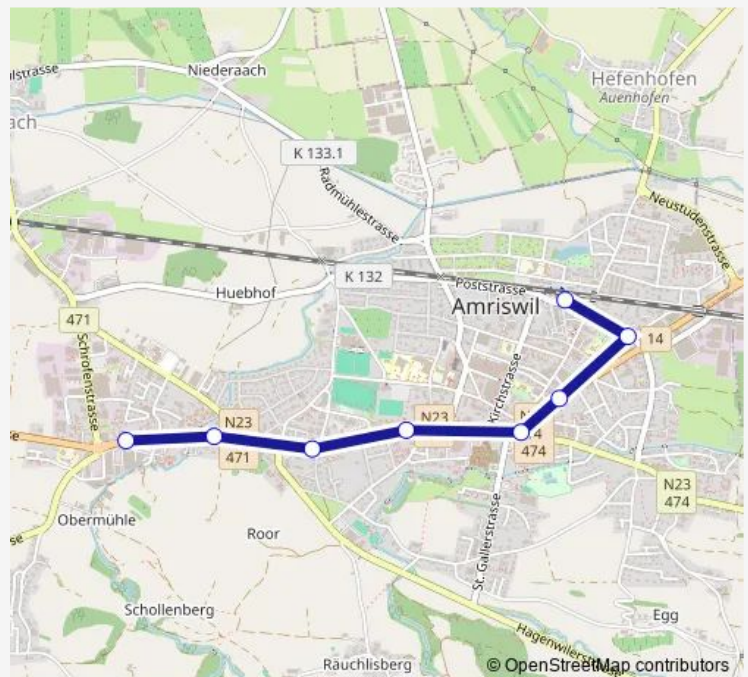 Niederaach
Hefenhofen
Auenhofen
K 133.1
Radmühlestrasse
Neustudenstrasse
K 132
Poststrasse
Huebhof
Amriswil
471
14
Schrofenstrasse
Kirchstrasse
N23
471
N23
474
N23
474
Obermühle
Roor
St. Gallerstrasse
Schollenberg
Egg
Hagenwilerstrasse
Räuchlisberg
© OpenStreetMap contributors